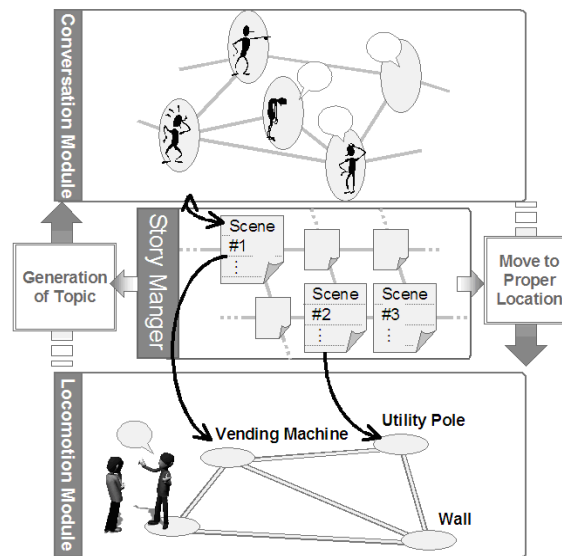 Conversation Module
Story Manger
Scene
#1
Scene
#2
Scene
#3
Generation
of Topic
Move to
Proper
Location
Locomotion Module
Vending Machine
Utility Pole
Wall